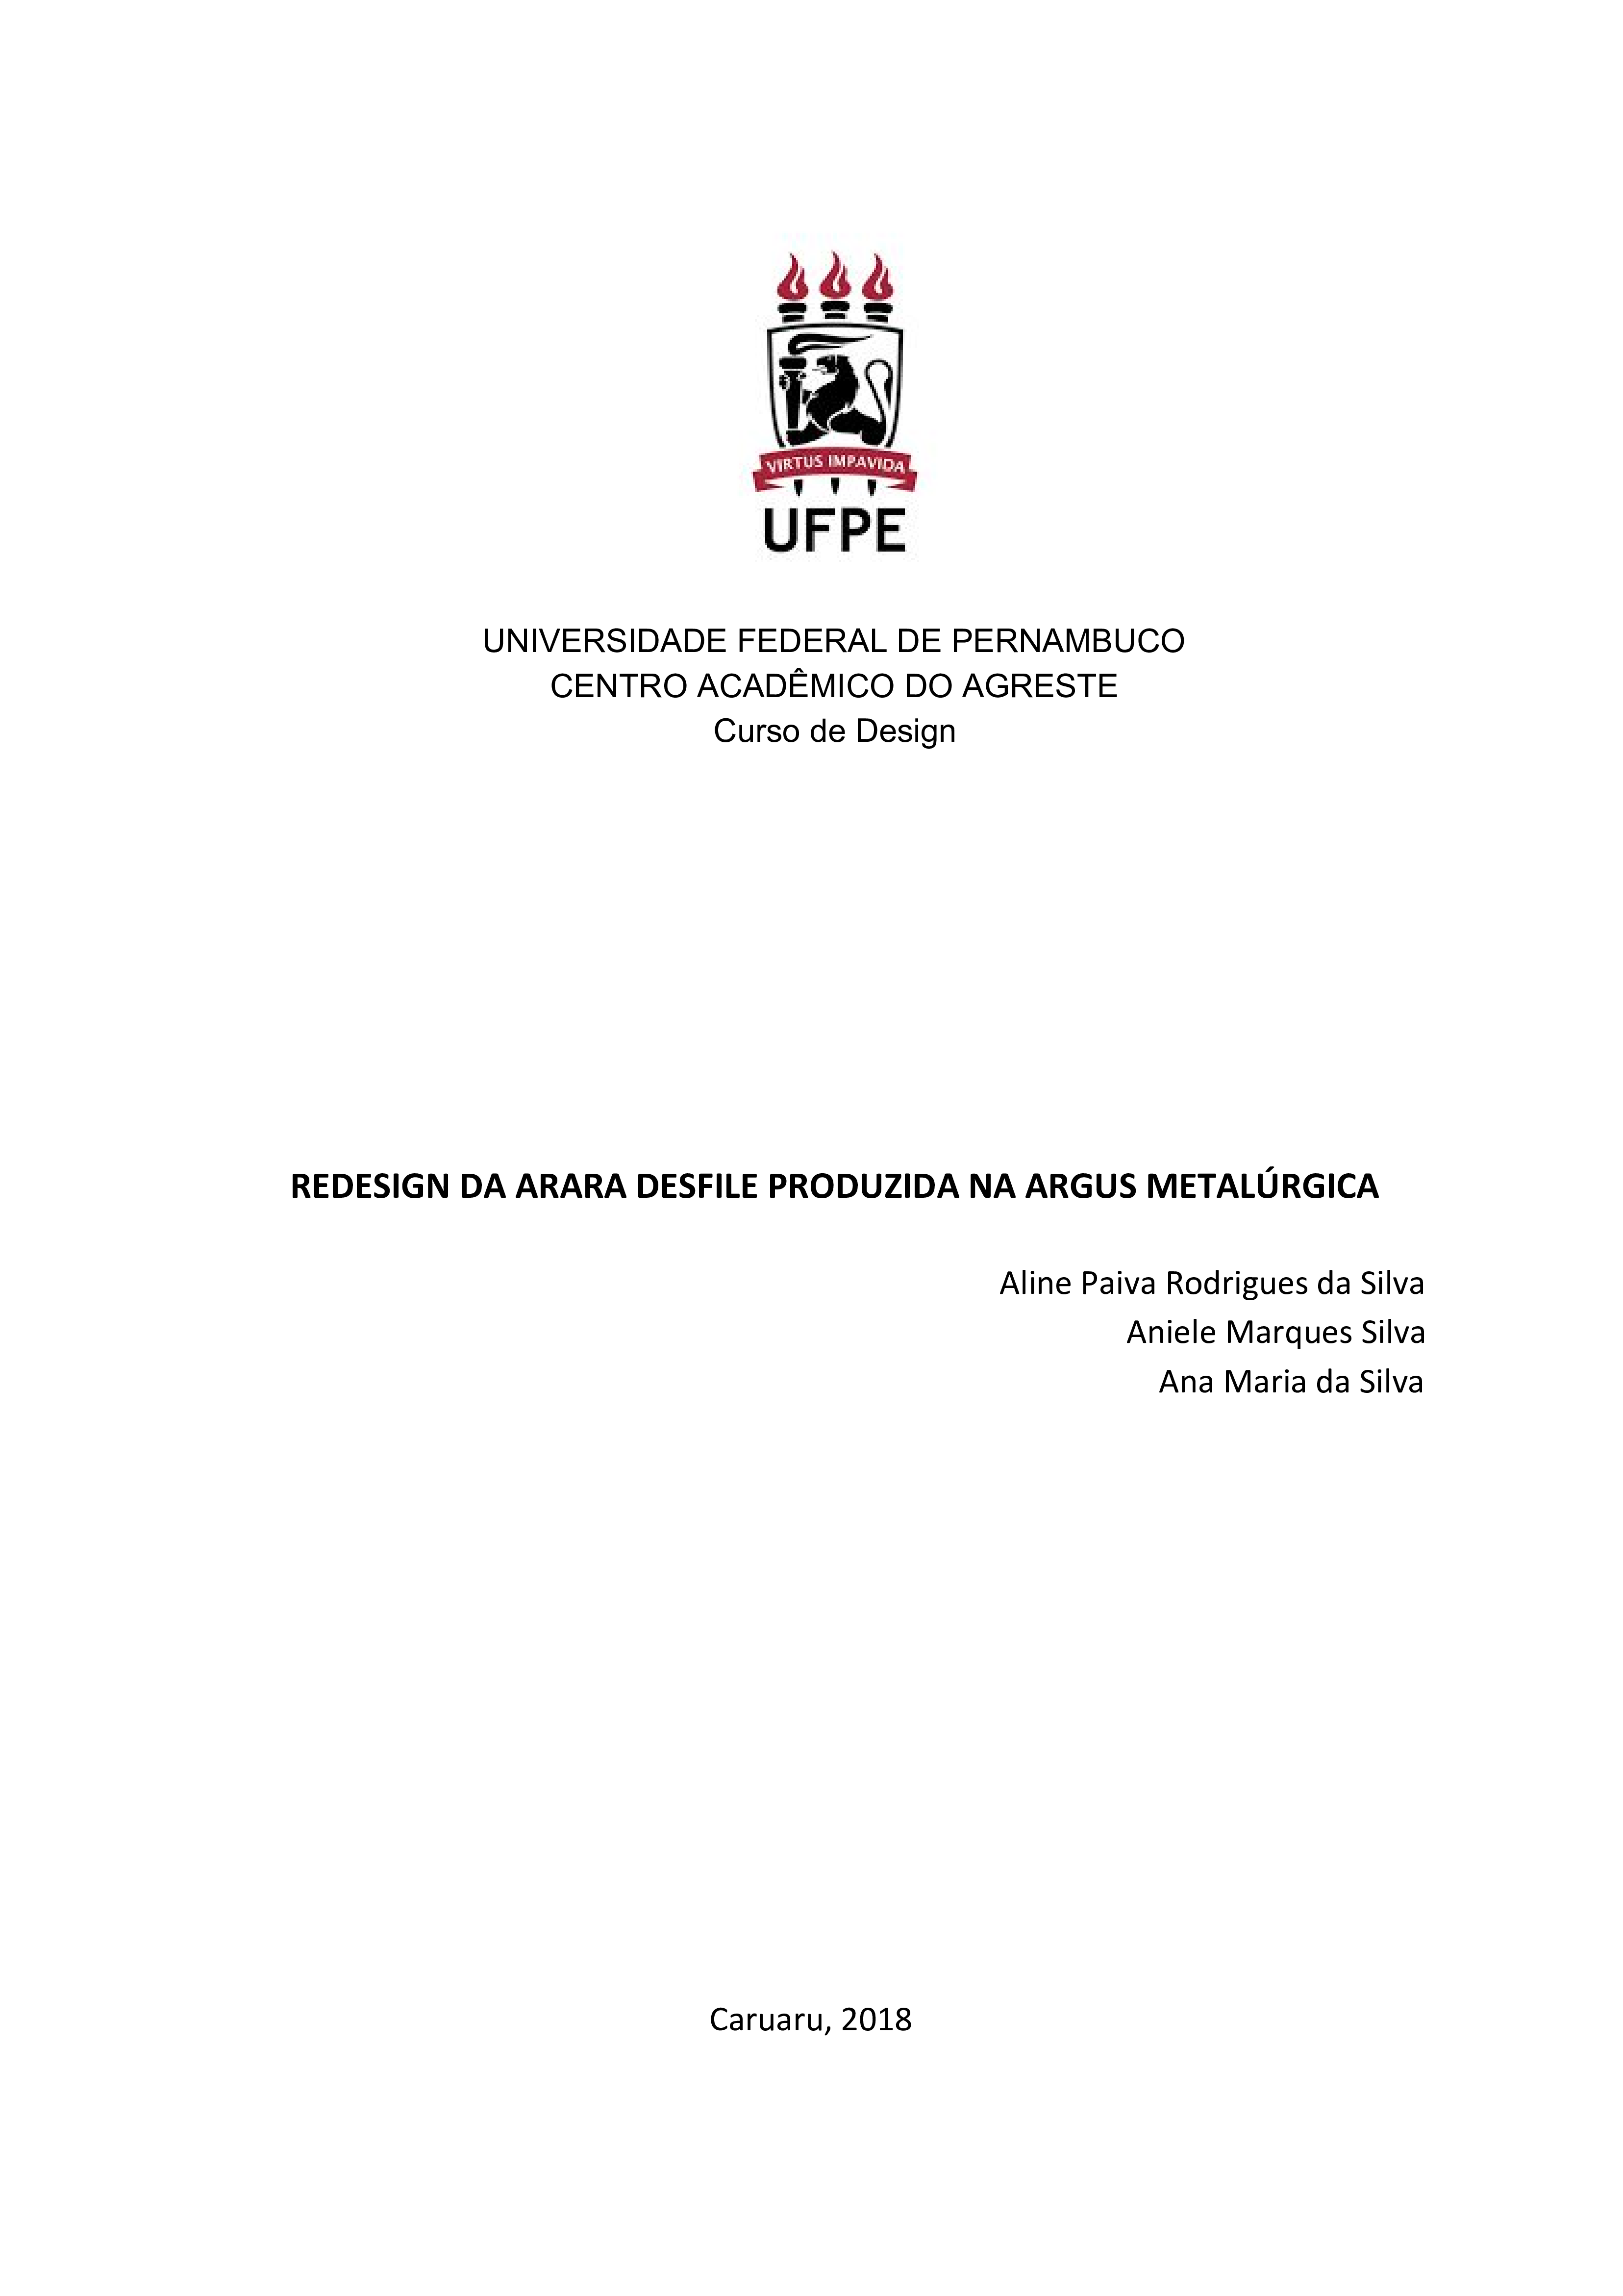 VIRTUS IMPAVIDA
UFPE
UNIVERSIDADE FEDERAL DE PERNAMBUCO
CENTRO ACADÊMICO DO AGRESTE
Curso de Design
REDESIGN DA ARARA DESFILE PRODUZIDA NA ARGUS METALÚRGICA
Aline Paiva Rodrigues da Silva
Aniele Marques Silva
Ana Maria da Silva
Caruaru, 2018